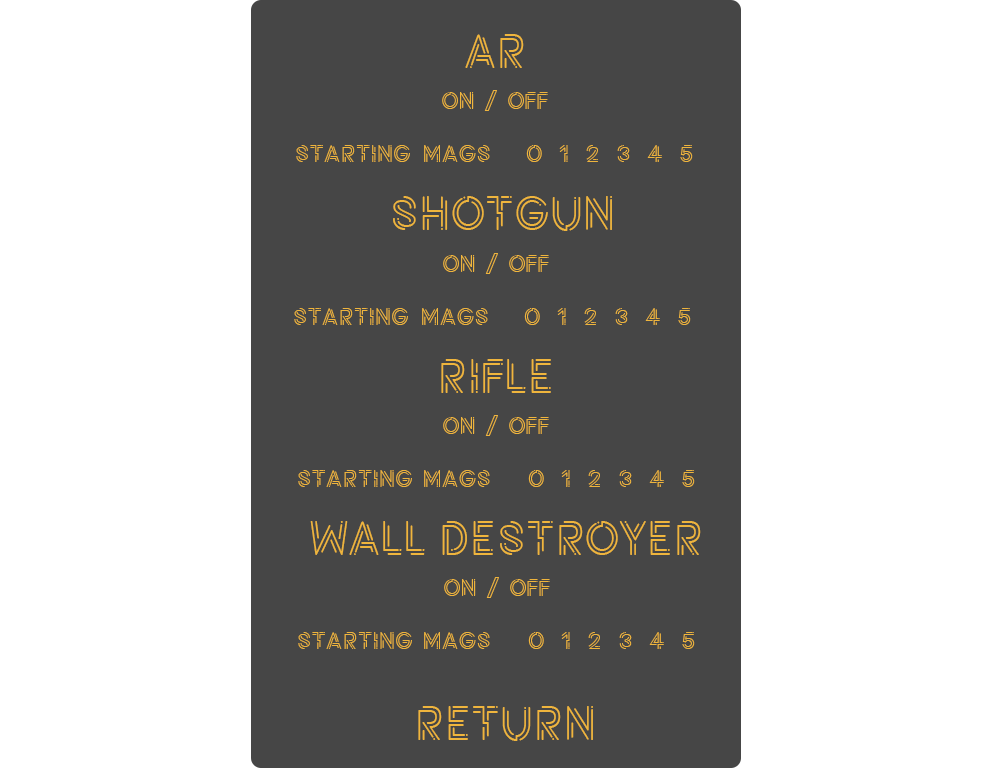 AR
ON / OFF
STARTING MAGS 0 1 2 3 4 5
SHOTGUN
ON / OFF
STARTING MAGS 0 1 2 3 4 5
RIFLE
ON / OFF
STARTING MAGS 0 1 2 3 4 5
WALL DESTROYER
ON / OFF
STARTING MAGS 0 1 2 3 4 5
RETURN